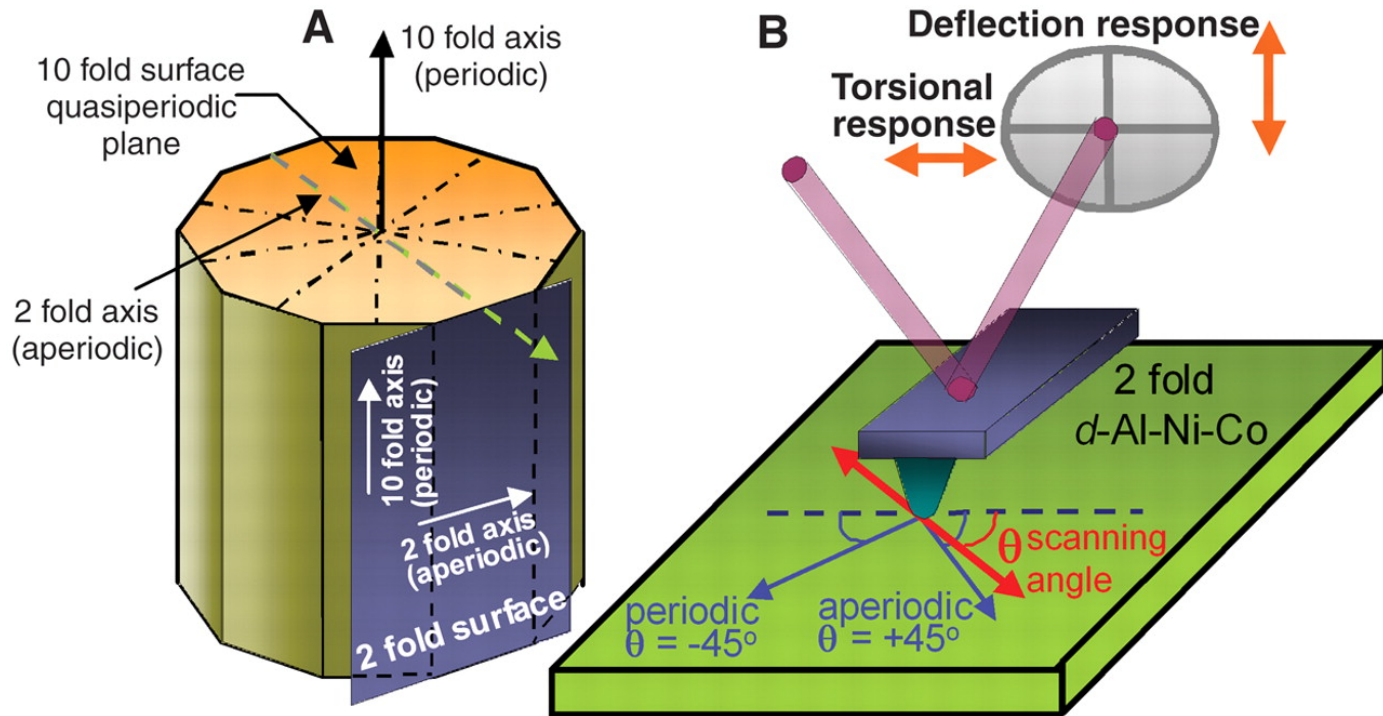 A
10 fold axis
(periodic)
10 fold surface
quasiperiodic
plane
2 fold axis
(aperiodic)
10 fold axis
(periodic)
2 fold axis
(aperiodic)
2 fold surface
B
Deflection response
Torsional
response
2 fold
d-Al-Ni-Co
θ scanning
angle
periodic
θ = -45°
aperiodic
θ = +45°